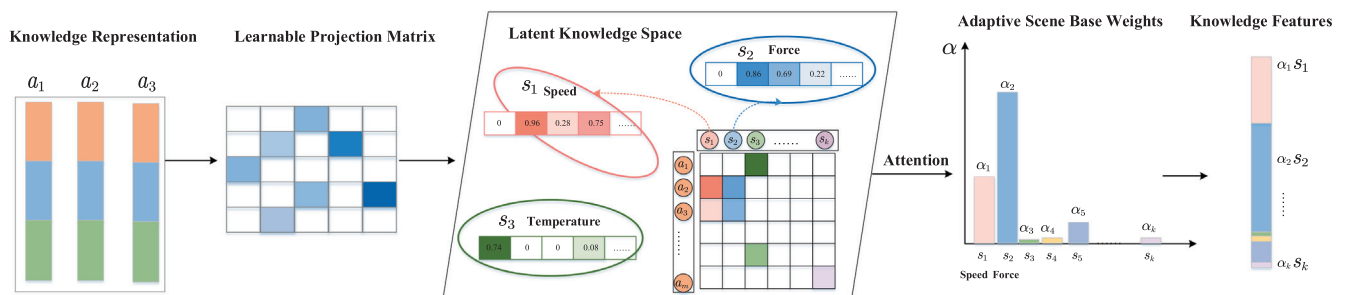 Knowledge Representation
a₁ a₂ a₃
Learnable Projection Matrix
Latent Knowledge Space
s₁ Speed
0 0.96 0.28 0.75 ......
s₂ Force
0 0.86 0.69 0.22 ......
s₃ Temperature
0.74 0 0 0.08 ......
s₁ s₂ s₃ ...... sₖ
a₁
a₂
a₃
......
aₘ
Attention
Adaptive Scene Base Weights
α
α₁ α₂ α₃ α₄ α₅ αₖ
s₁ s₂ s₃ s₄ s₅ ...... sₖ
Speed Force
Knowledge Features
α₁ s₁
α₂ s₂
......
αₖ sₖ